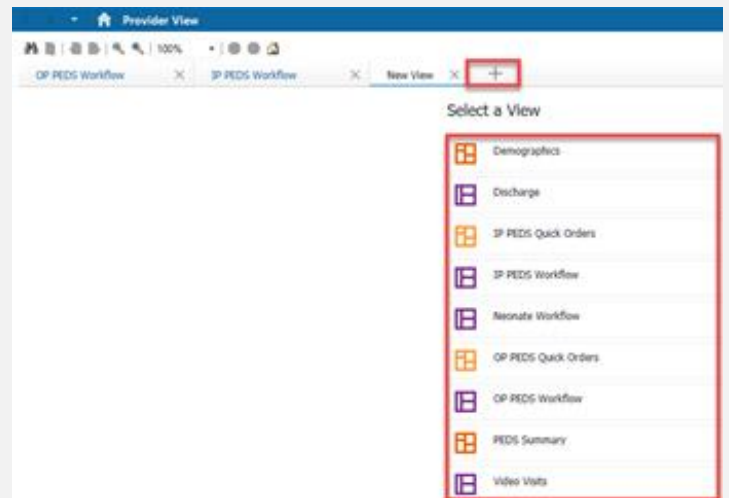 Provider View
100%
OP PEDS Workflow
IP PEDS Workflow
New View
Select a View
Demographics
Discharge
IP PEDS Quick Orders
IP PEDS Workflow
Neonate Workflow
OP PEDS Quick Orders
OP PEDS Workflow
PEDS Summary
Video Visits